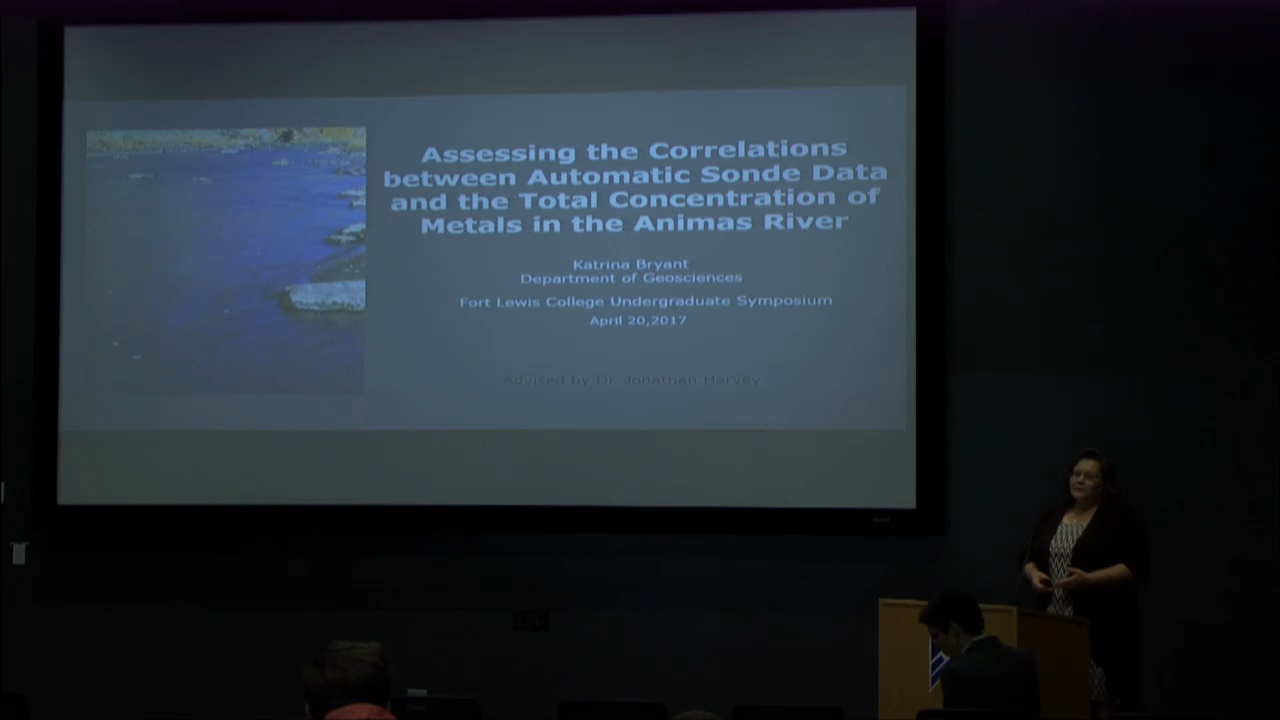 Assessing the Correlations
between Automatic Sonde Data
and the Total Concentration of
Metals in the Animas River
Katrina Bryant
Department of Geosciences
Fort Lewis College Undergraduate Symposium
April 20,2017
Advised by Dr. Jonathan Harvey